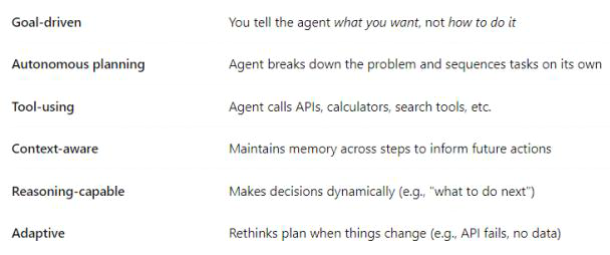 Goal-driven You tell the agent what you want, not how to do it
Autonomous planning Agent breaks down the problem and sequences tasks on its own
Tool-using Agent calls APIs, calculators, search tools, etc.
Context-aware Maintains memory across steps to inform future actions
Reasoning-capable Makes decisions dynamically (e.g., "what to do next")
Adaptive Rethinks plan when things change (e.g., API fails, no data)